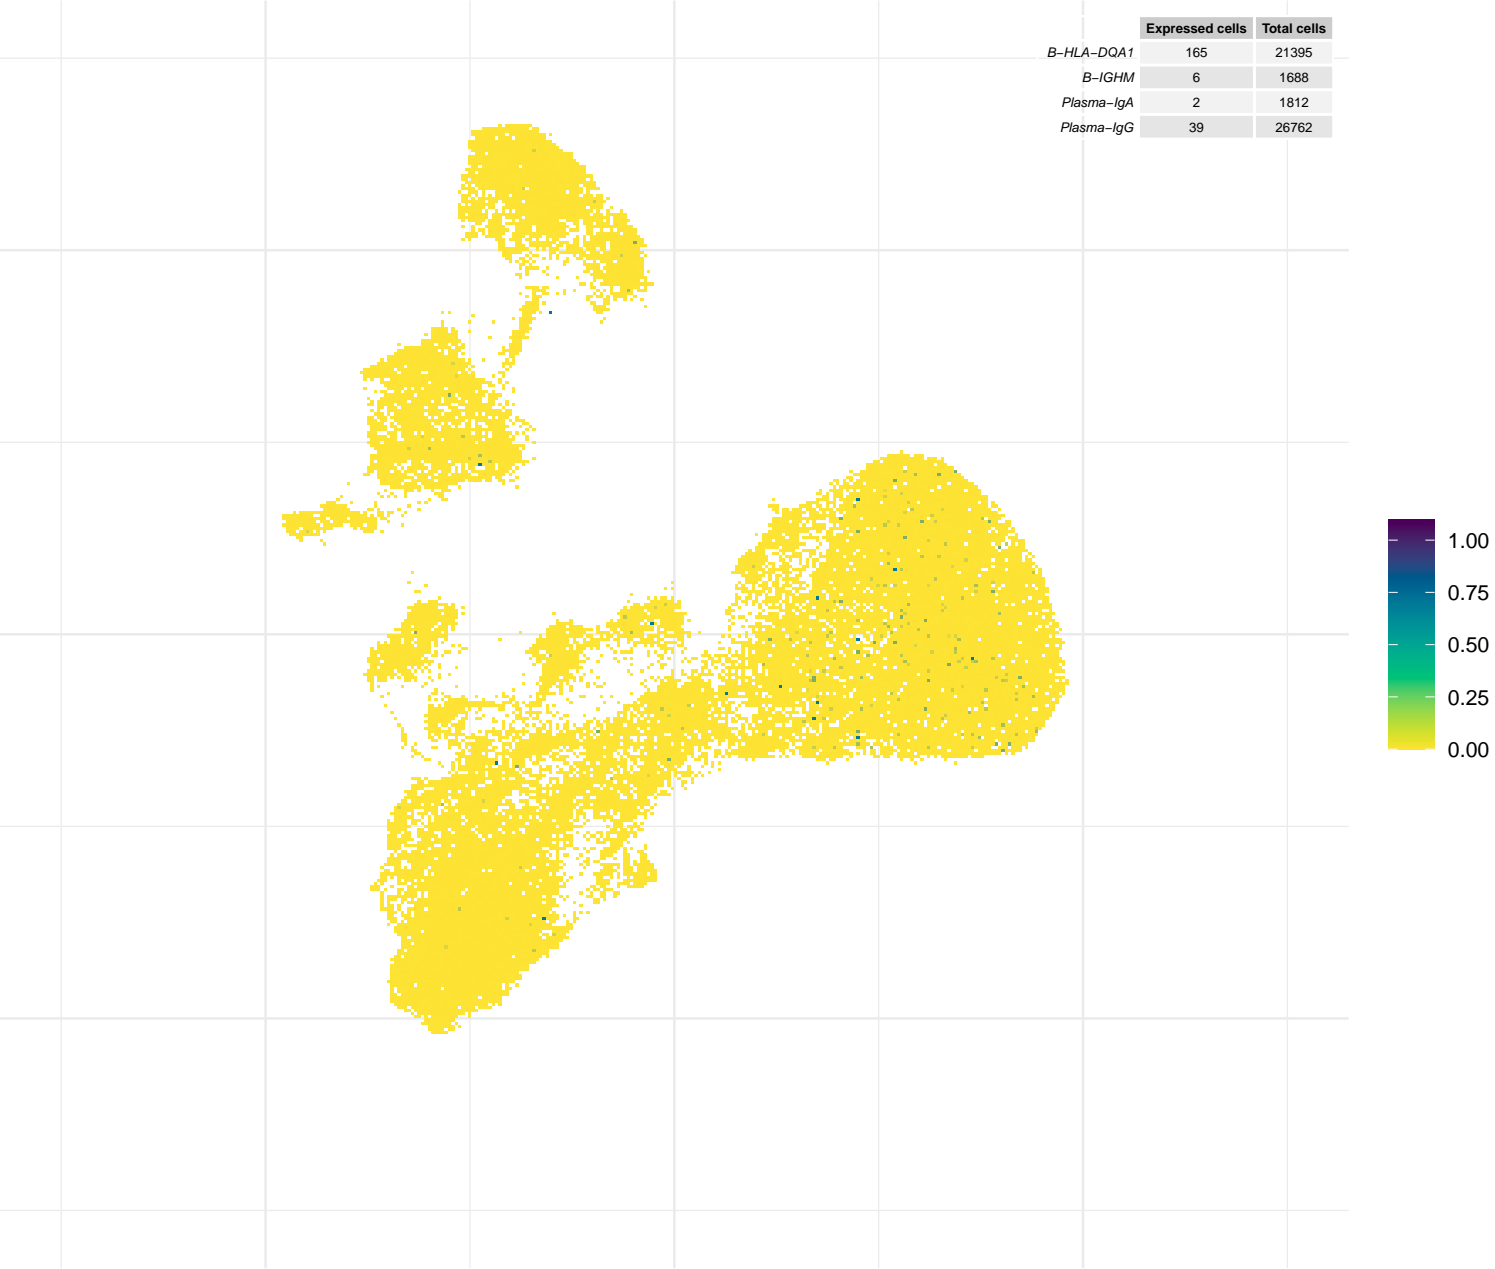 Expressed cells Total cells
B−HLA−DQA1 165 21395
B−IGHM 6 1688
Plasma−IgA 2 1812
Plasma−IgG 39 26762
1.00
0.75
0.50
0.25
0.00